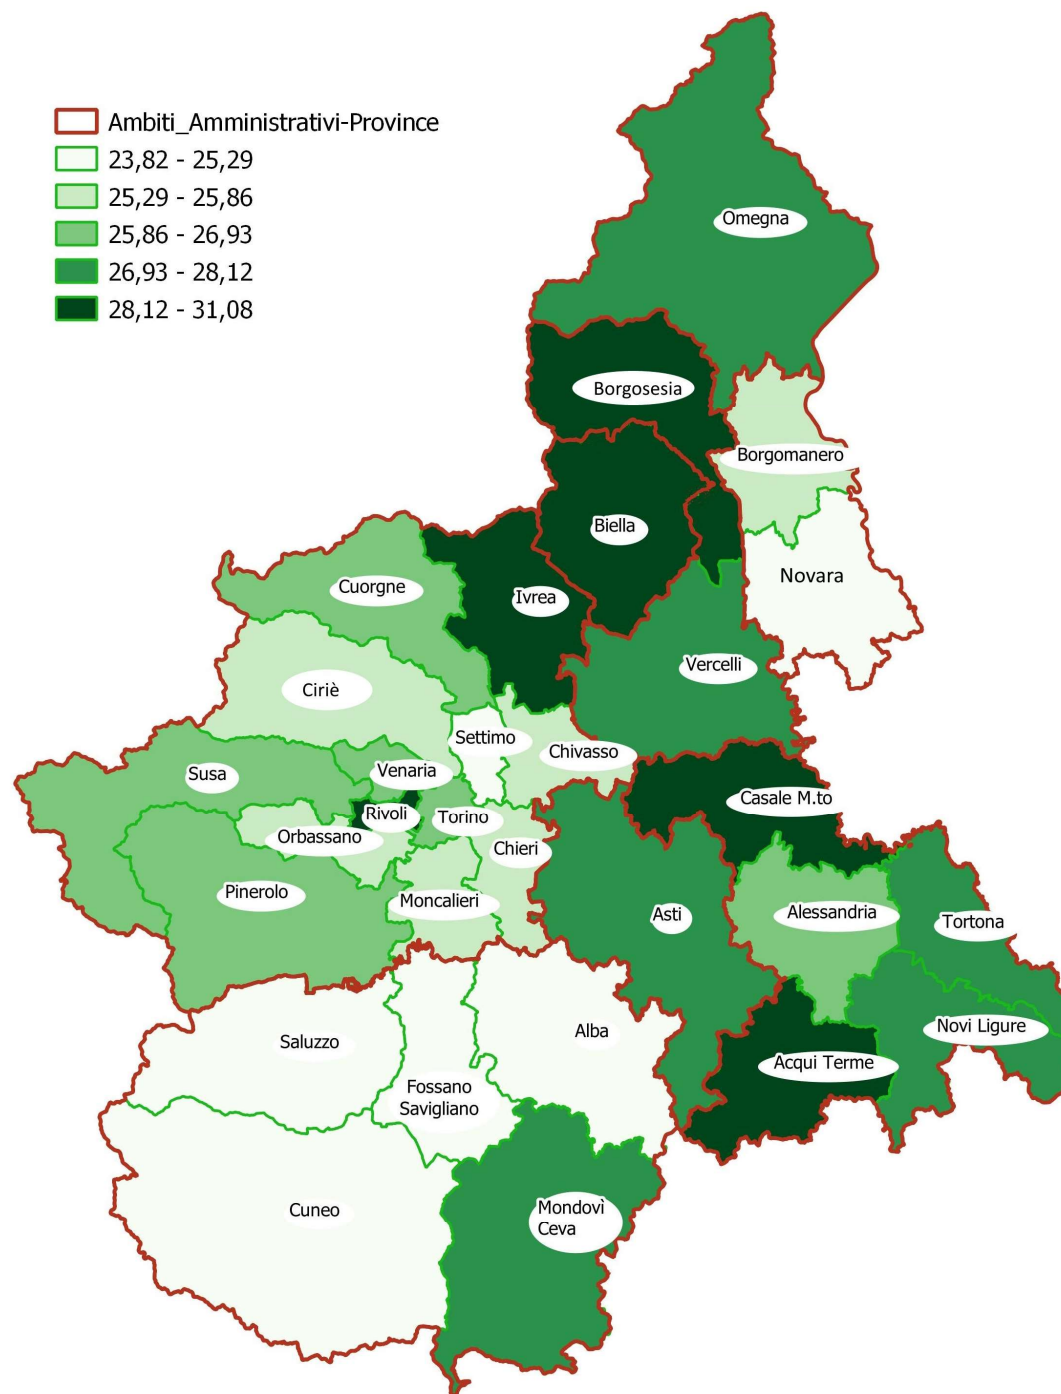 Ambiti_Amministrativi-Province
23,82 - 25,29
25,29 - 25,86
25,86 - 26,93
26,93 - 28,12
28,12 - 31,08
Omegna
Borgosesia
Borgomanero
Biella
Novara
Cuorgne
Ivrea
Vercelli
Ciriè
Settimo
Chivasso
Susa
Venaria
Casale M.to
Rivoli
Torino
Orbassano
Chieri
Pinerolo
Moncalieri
Asti
Alessandria
Tortona
Novi Ligure
Saluzzo
Alba
Acqui Terme
Fossano
Savigliano
Cuneo
Mondovì
Ceva